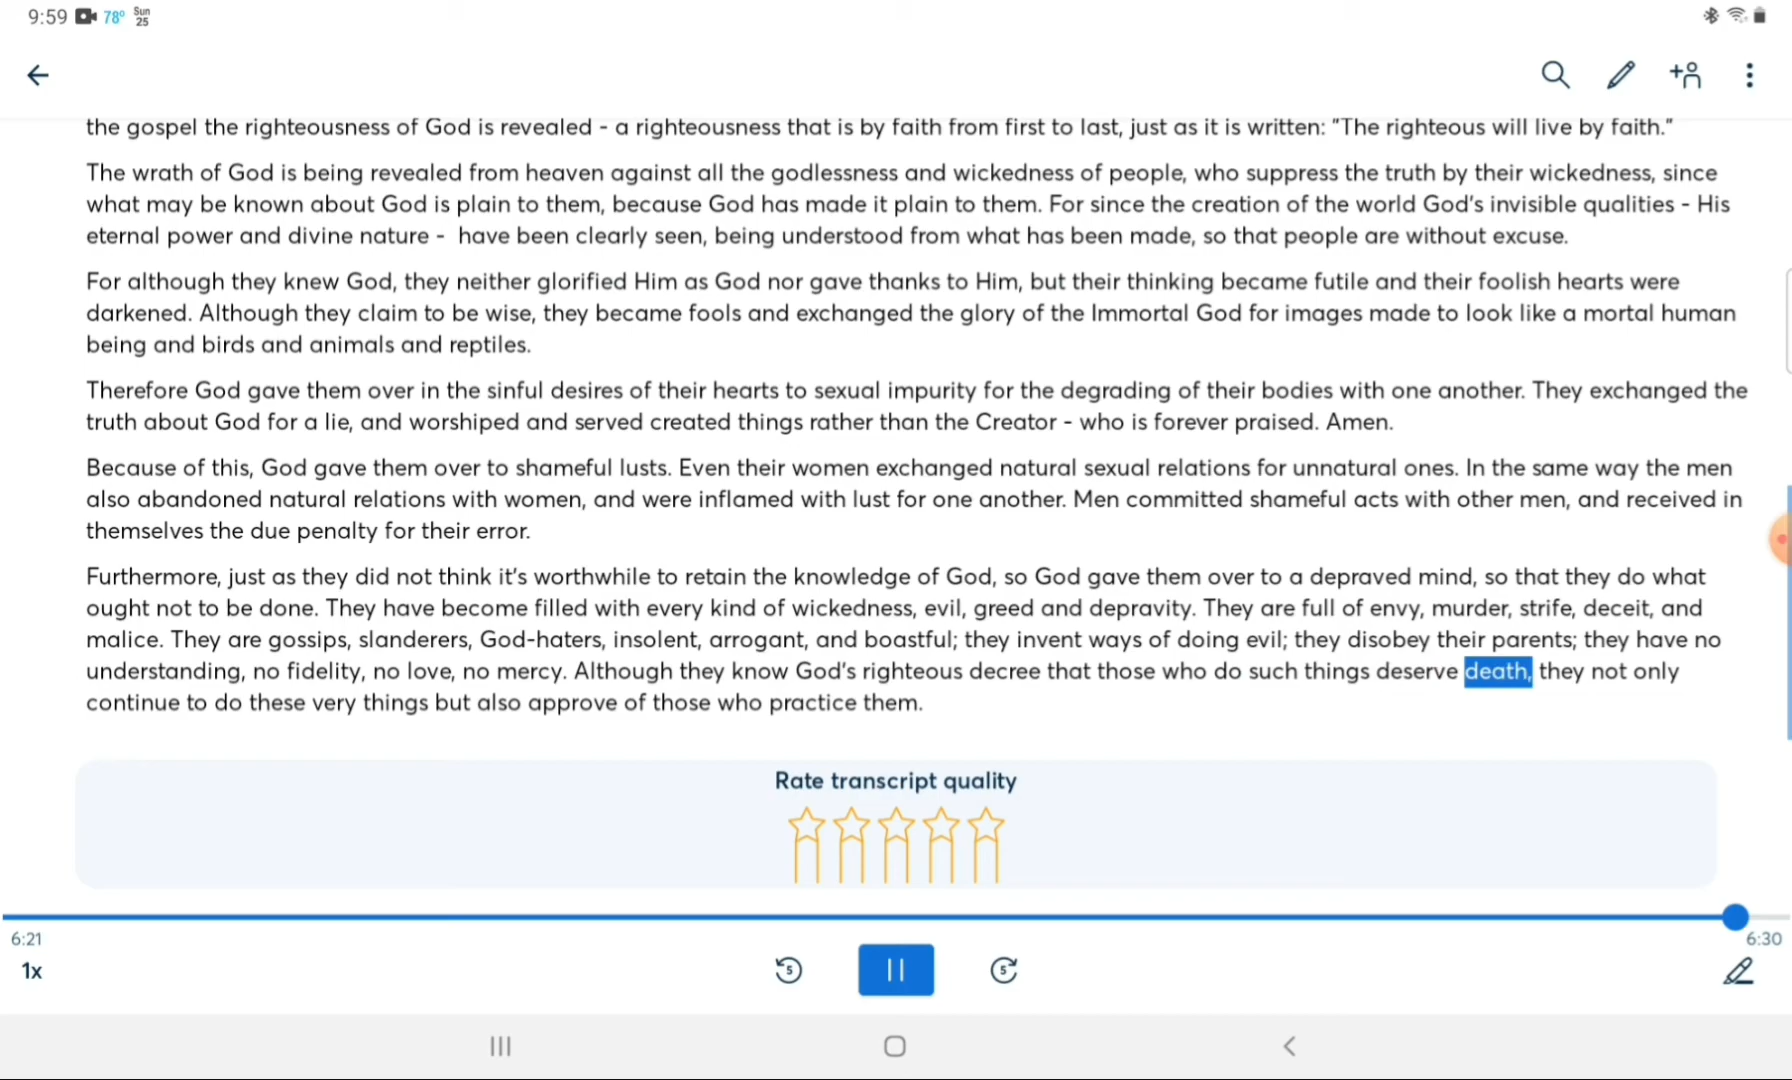 9:59 78° Sun 25
the gospel the righteousness of God is revealed - a righteousness that is by faith from first to last, just as it is written: "The righteous will live by faith."
The wrath of God is being revealed from heaven against all the godlessness and wickedness of people, who suppress the truth by their wickedness, since
what may be known about God is plain to them, because God has made it plain to them. For since the creation of the world God's invisible qualities - His
eternal power and divine nature - have been clearly seen, being understood from what has been made, so that people are without excuse.
For although they knew God, they neither glorified Him as God nor gave thanks to Him, but their thinking became futile and their foolish hearts were
darkened. Although they claim to be wise, they became fools and exchanged the glory of the Immortal God for images made to look like a mortal human
being and birds and animals and reptiles.
Therefore God gave them over in the sinful desires of their hearts to sexual impurity for the degrading of their bodies with one another. They exchanged the
truth about God for a lie, and worshiped and served created things rather than the Creator - who is forever praised. Amen.
Because of this, God gave them over to shameful lusts. Even their women exchanged natural sexual relations for unnatural ones. In the same way the men
also abandoned natural relations with women, and were inflamed with lust for one another. Men committed shameful acts with other men, and received in
themselves the due penalty for their error.
Furthermore, just as they did not think it's worthwhile to retain the knowledge of God, so God gave them over to a depraved mind, so that they do what
ought not to be done. They have become filled with every kind of wickedness, evil, greed and depravity. They are full of envy, murder, strife, deceit, and
malice. They are gossips, slanderers, God-haters, insolent, arrogant, and boastful; they invent ways of doing evil; they disobey their parents; they have no
understanding, no fidelity, no love, no mercy. Although they know God's righteous decree that those who do such things deserve death, they not only
continue to do these very things but also approve of those who practice them.
Rate transcript quality
6:21 6:30
1x 5 5